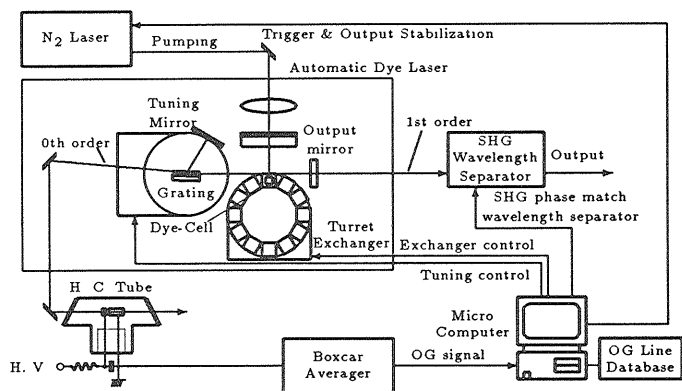 N₂ Laser
Pumping
Trigger & Output Stabilization
Automatic Dye Laser
Tuning
Mirror
Output
mirror
1st order
SHG
Wavelength
Separator
Output
0th order
Grating
SHG phase match
wavelength separator
Dye-Cell
Turret
Exchanger
Exchanger control
Tuning control
H C Tube
Micro
Computer
H. V
Boxcar
Averager
OG signal
OG Line
Database